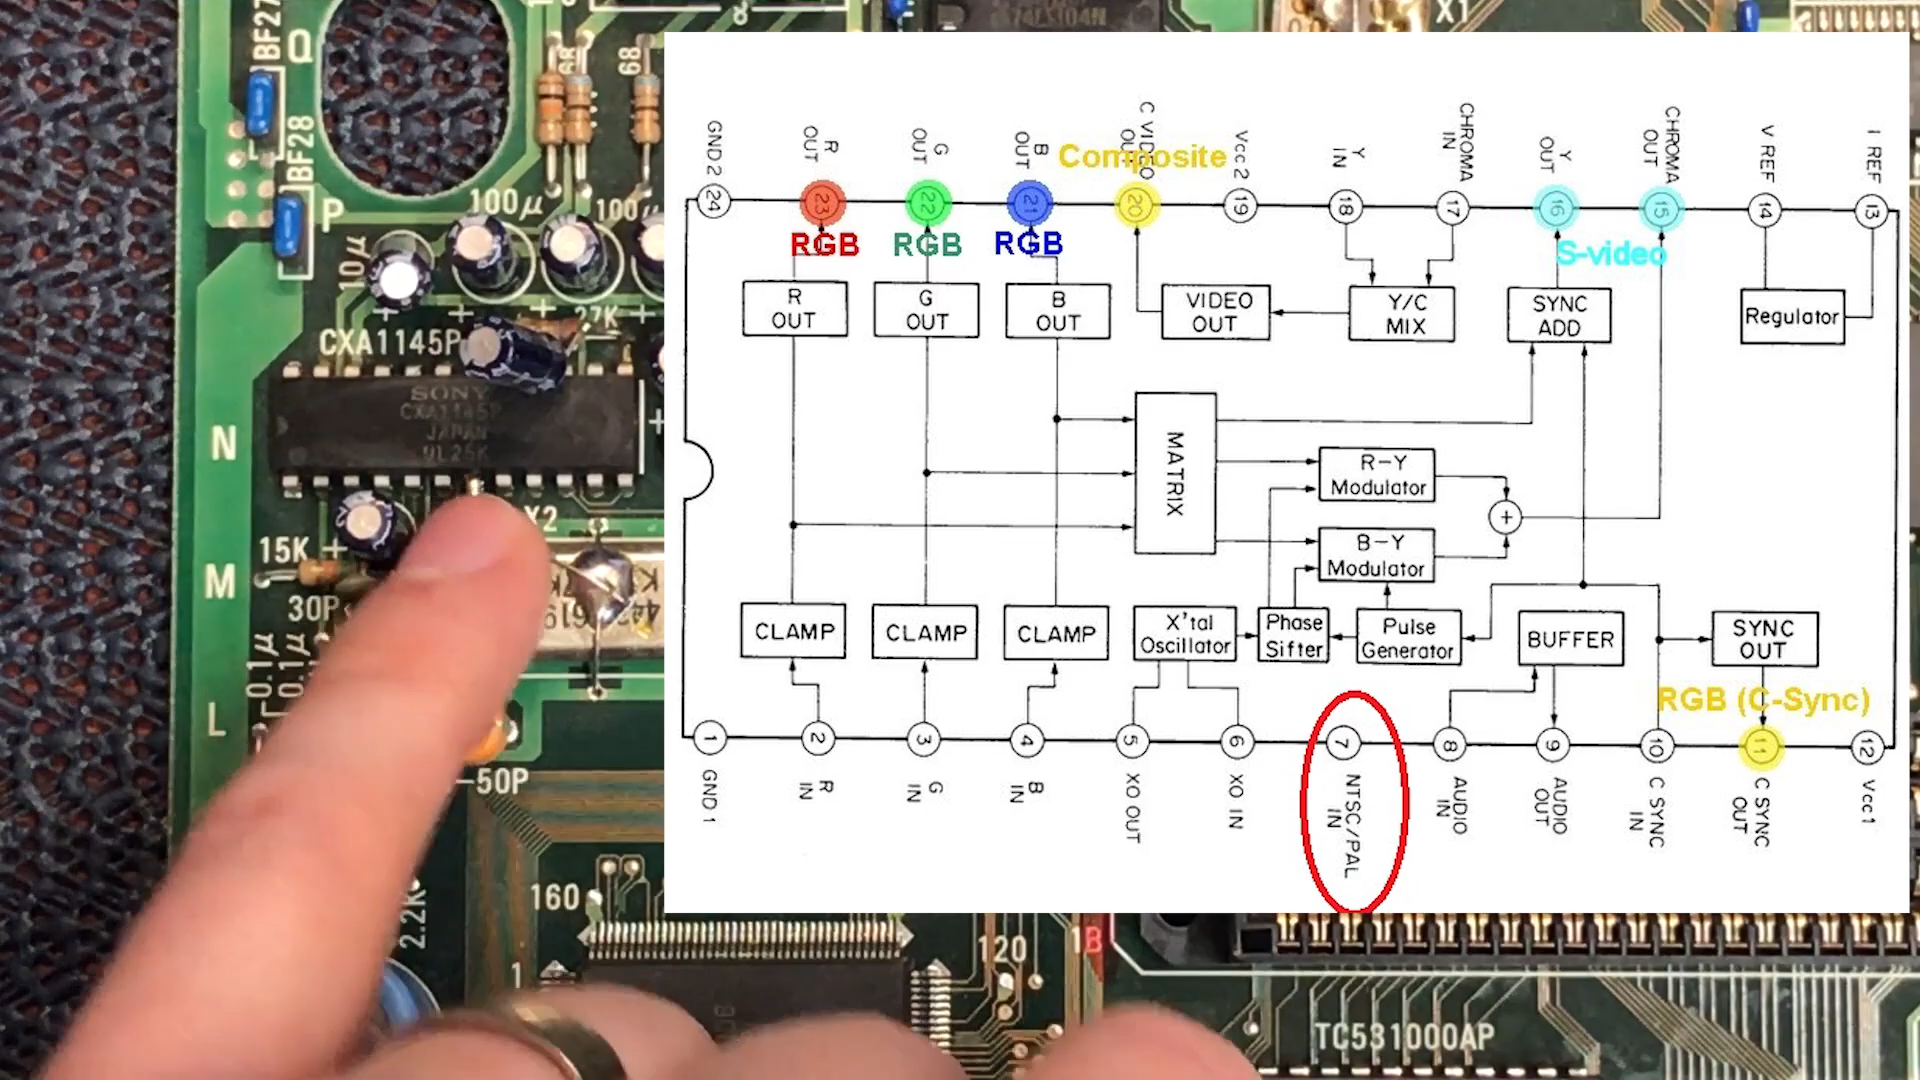 BF27
Q
68
68
X1
BF28
P
100μ
100μ
10μ
27K
CXA1145P
SONY
CXA1145P
JAPAN
N
X2
15K
M
30P
0.1μ
0.1μ
L
-50P
2.2K
160
1
120
1B
TC531000AP
GND 2
R
OUT
G
OUT
B
OUT
C VIDEO
OUT
Composite
Vcc 2
Y
IN
CHROMA
IN
Y
OUT
CHROMA
OUT
V REF
I REF
24
23
22
21
20
19
18
17
16
15
14
13
RGB
RGB
RGB
S-video
R
OUT
G
OUT
B
OUT
VIDEO
OUT
Y/C
MIX
SYNC
ADD
Regulator
MATRIX
R-Y
Modulator
+
B-Y
Modulator
CLAMP
CLAMP
CLAMP
X'tal
Oscillator
Phase
Sifter
Pulse
Generator
BUFFER
SYNC
OUT
RGB (C-Sync)
1
2
3
4
5
6
7
8
9
10
11
12
GND 1
R
IN
G
IN
B
IN
XO OUT
XO IN
NTSC/PAL
IN
AUDIO
IN
AUDIO
OUT
C SYNC
IN
C SYNC
OUT
Vcc 1